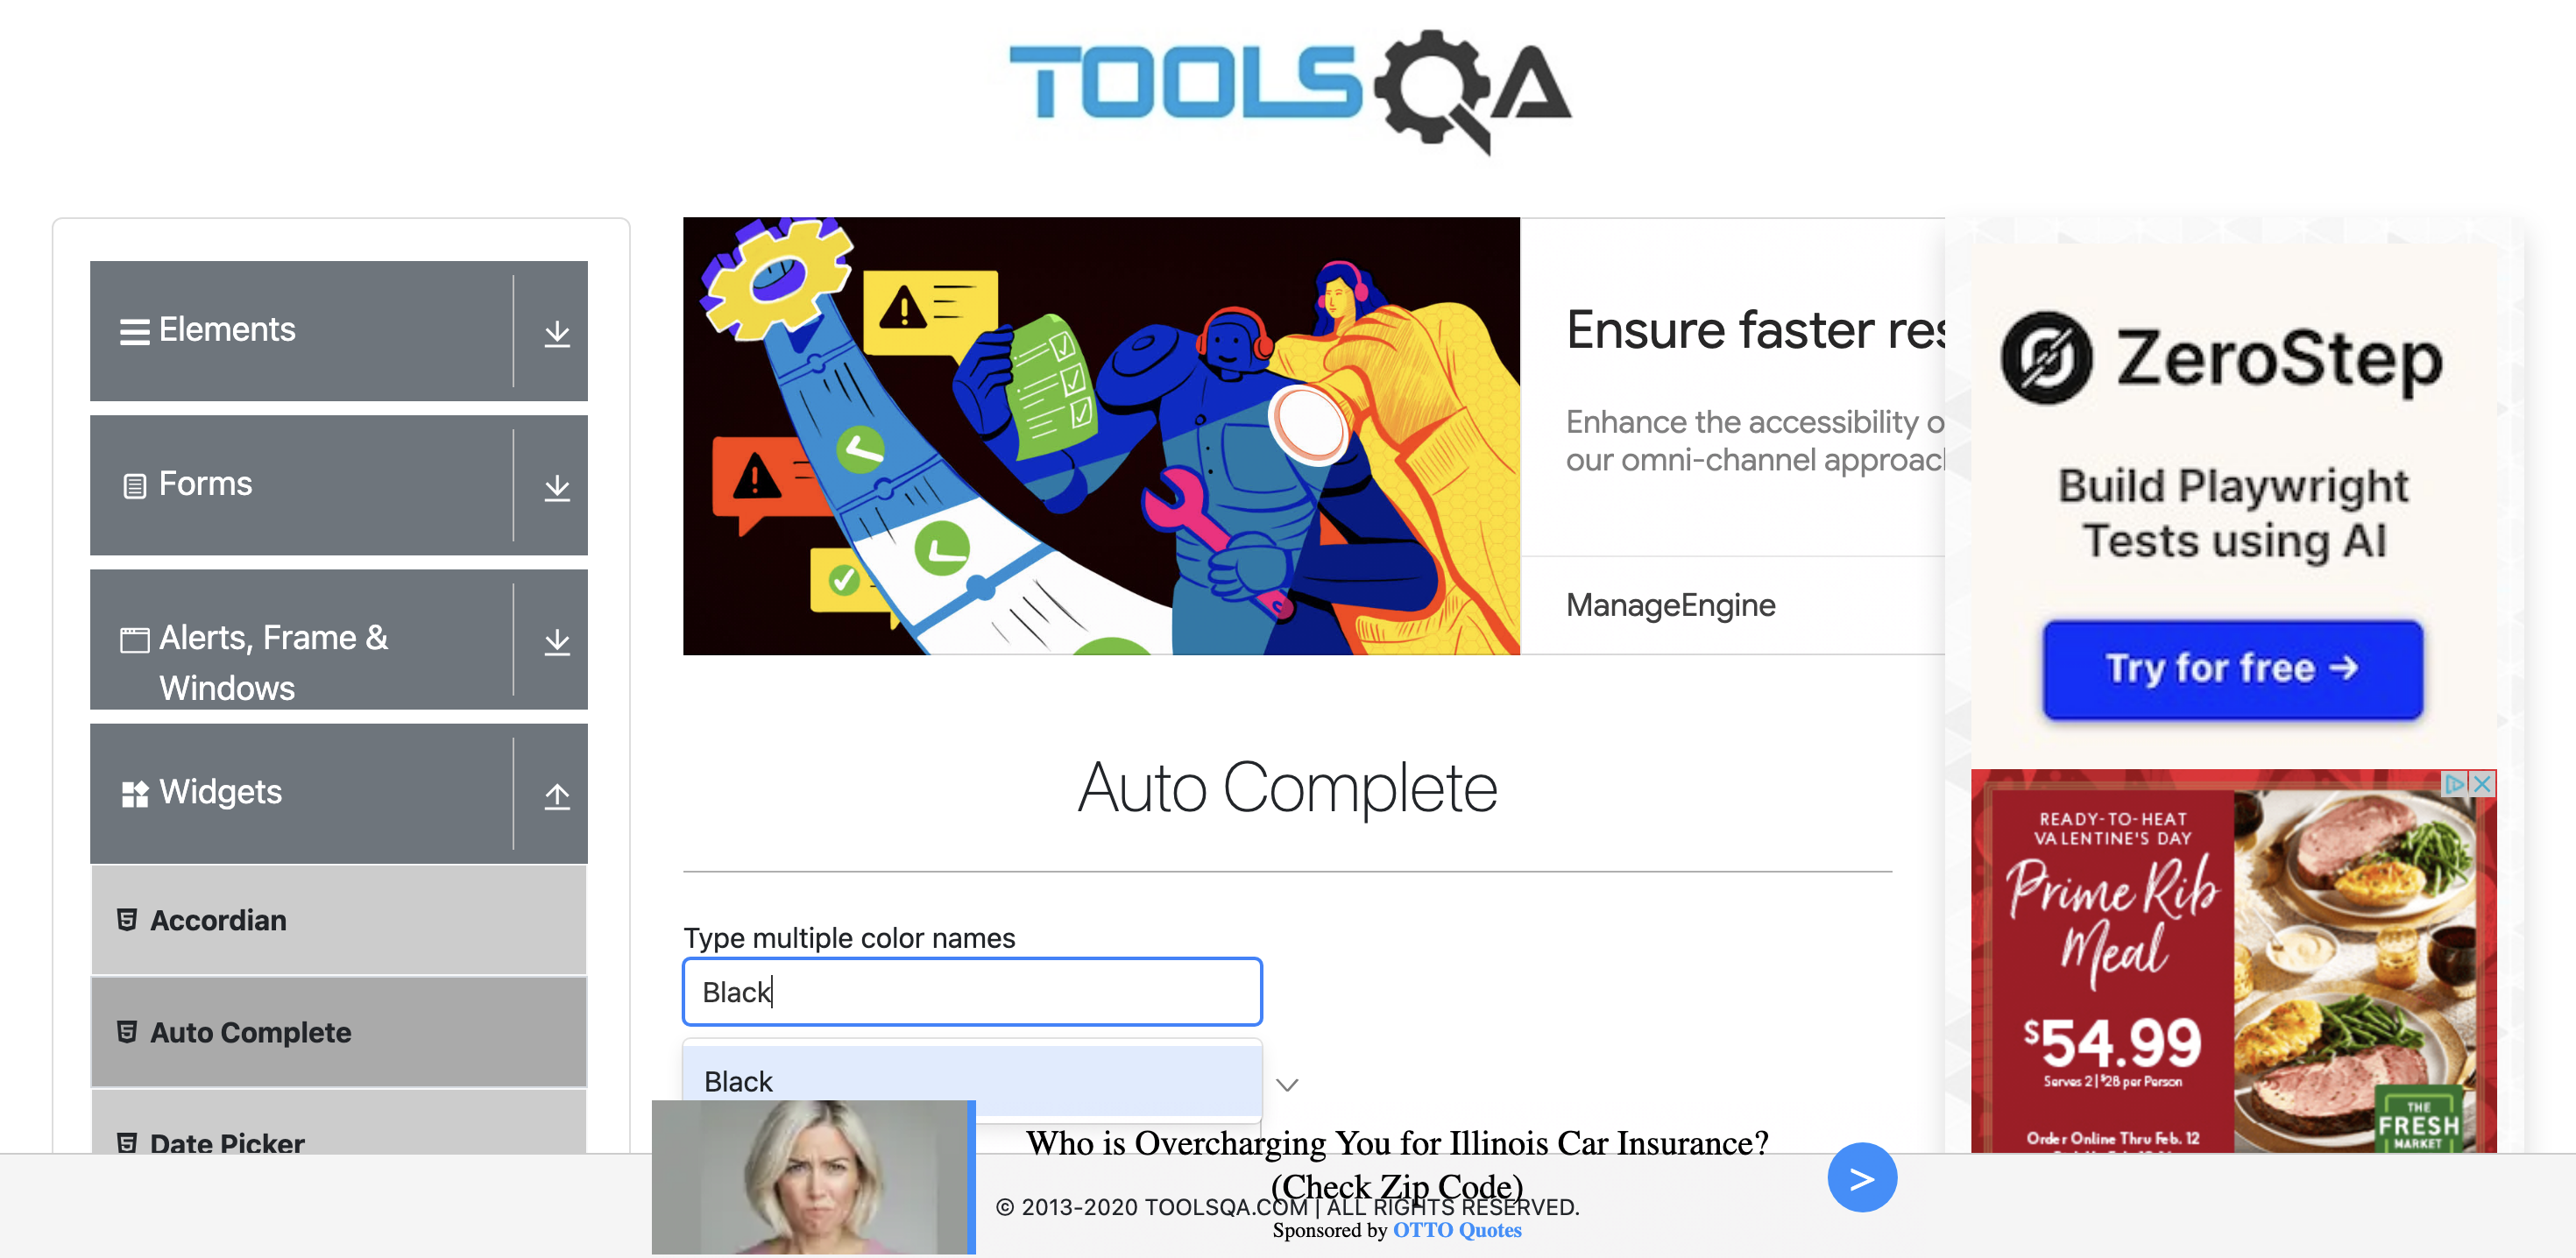 TOOLSQA
Elements
Forms
Alerts, Frame &
Windows
Widgets
Accordian
Auto Complete
Date Picker
Ensure faster res
Enhance the accessibility o
our omni-channel approach
ManageEngine
Auto Complete
Type multiple color names
Black
Black
ZeroStep
Build Playwright
Tests using AI
Try for free →
READY-TO-HEAT
VALENTINE'S DAY
Prime Rib
Meal
$54.99
Serves 2 | $28 per Person
Order Online Thru Feb. 12
THE
FRESH
MARKET
Who is Overcharging You for Illinois Car Insurance?
(Check Zip Code)
© 2013-2020 TOOLSQA.COM | ALL RIGHTS RESERVED.
Sponsored by OTTO Quotes
>